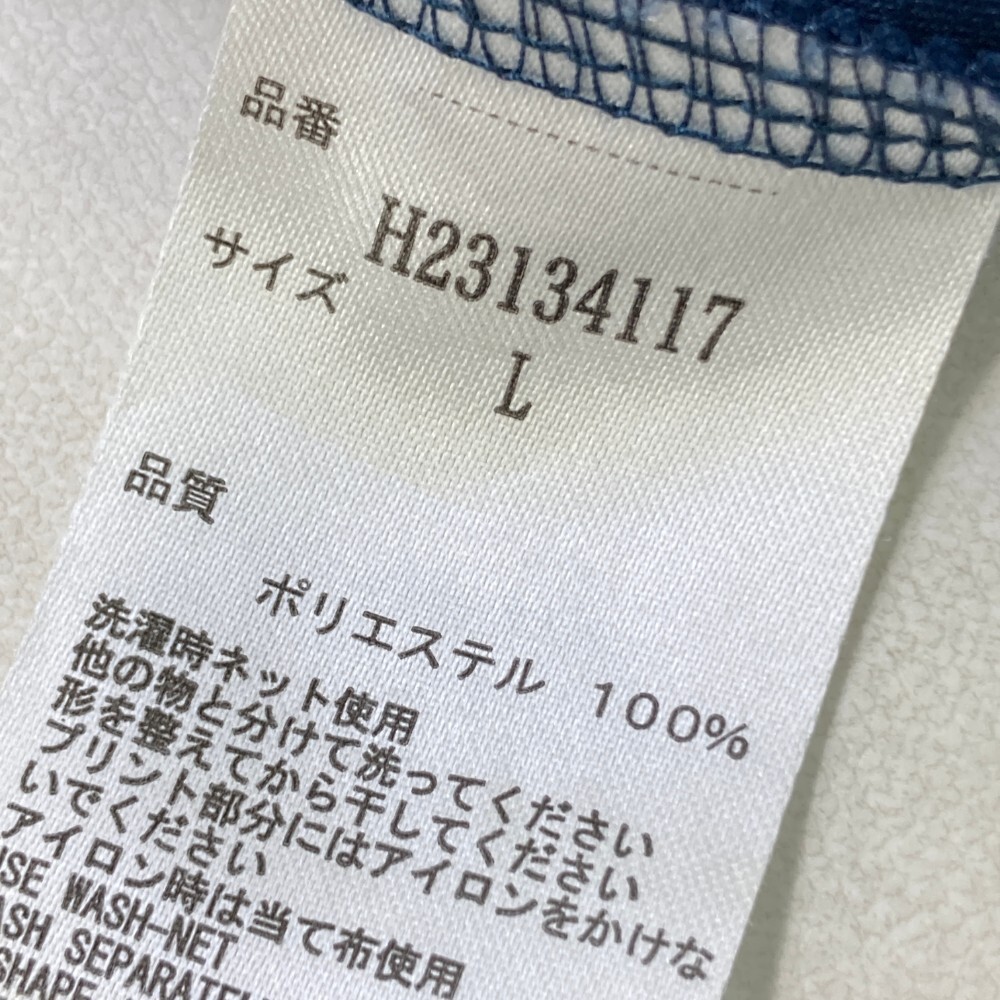 品番
H23134117
サイズ
L
品質
ポリエステル 100%
洗濯時ネット使用
他の物と分けて洗ってください
形を整えてから干してください
プリント部分にはアイロンをかけな
いでください
アイロン時は当て布使用
WASH-NET
SHAPE